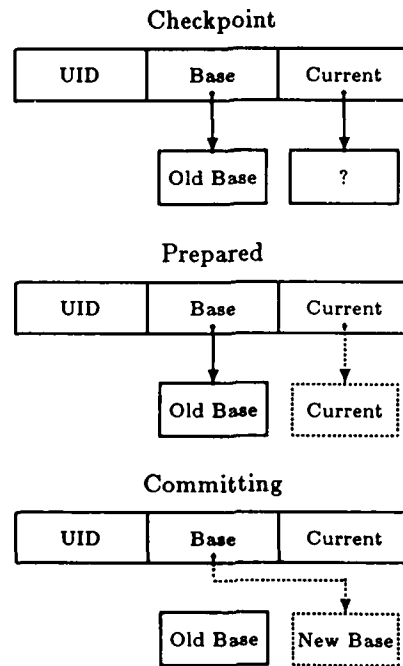 Checkpoint
UID Base Current
Old Base ?
Prepared
UID Base Current
Old Base Current
Committing
UID Base Current
Old Base New Base